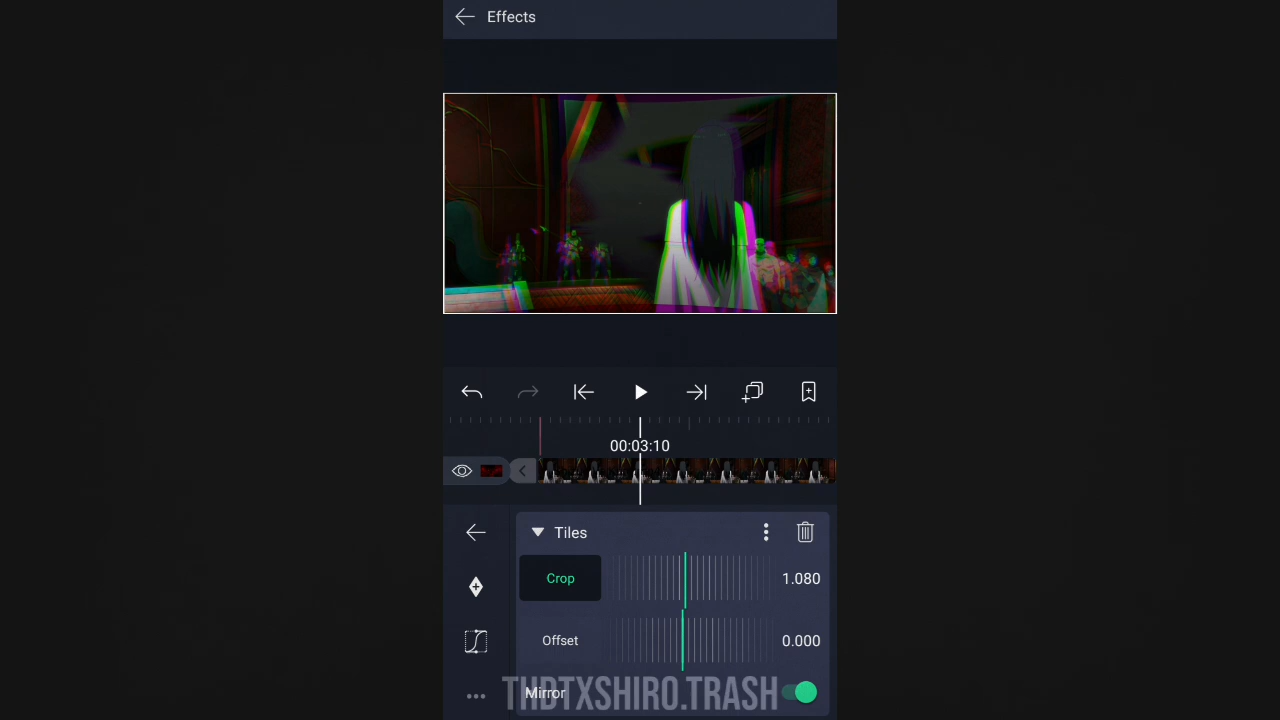 Effects
00:03:10
Tiles
Crop 1.080
Offset 0.000
Mirror
THDTXSHIRO.TRASH